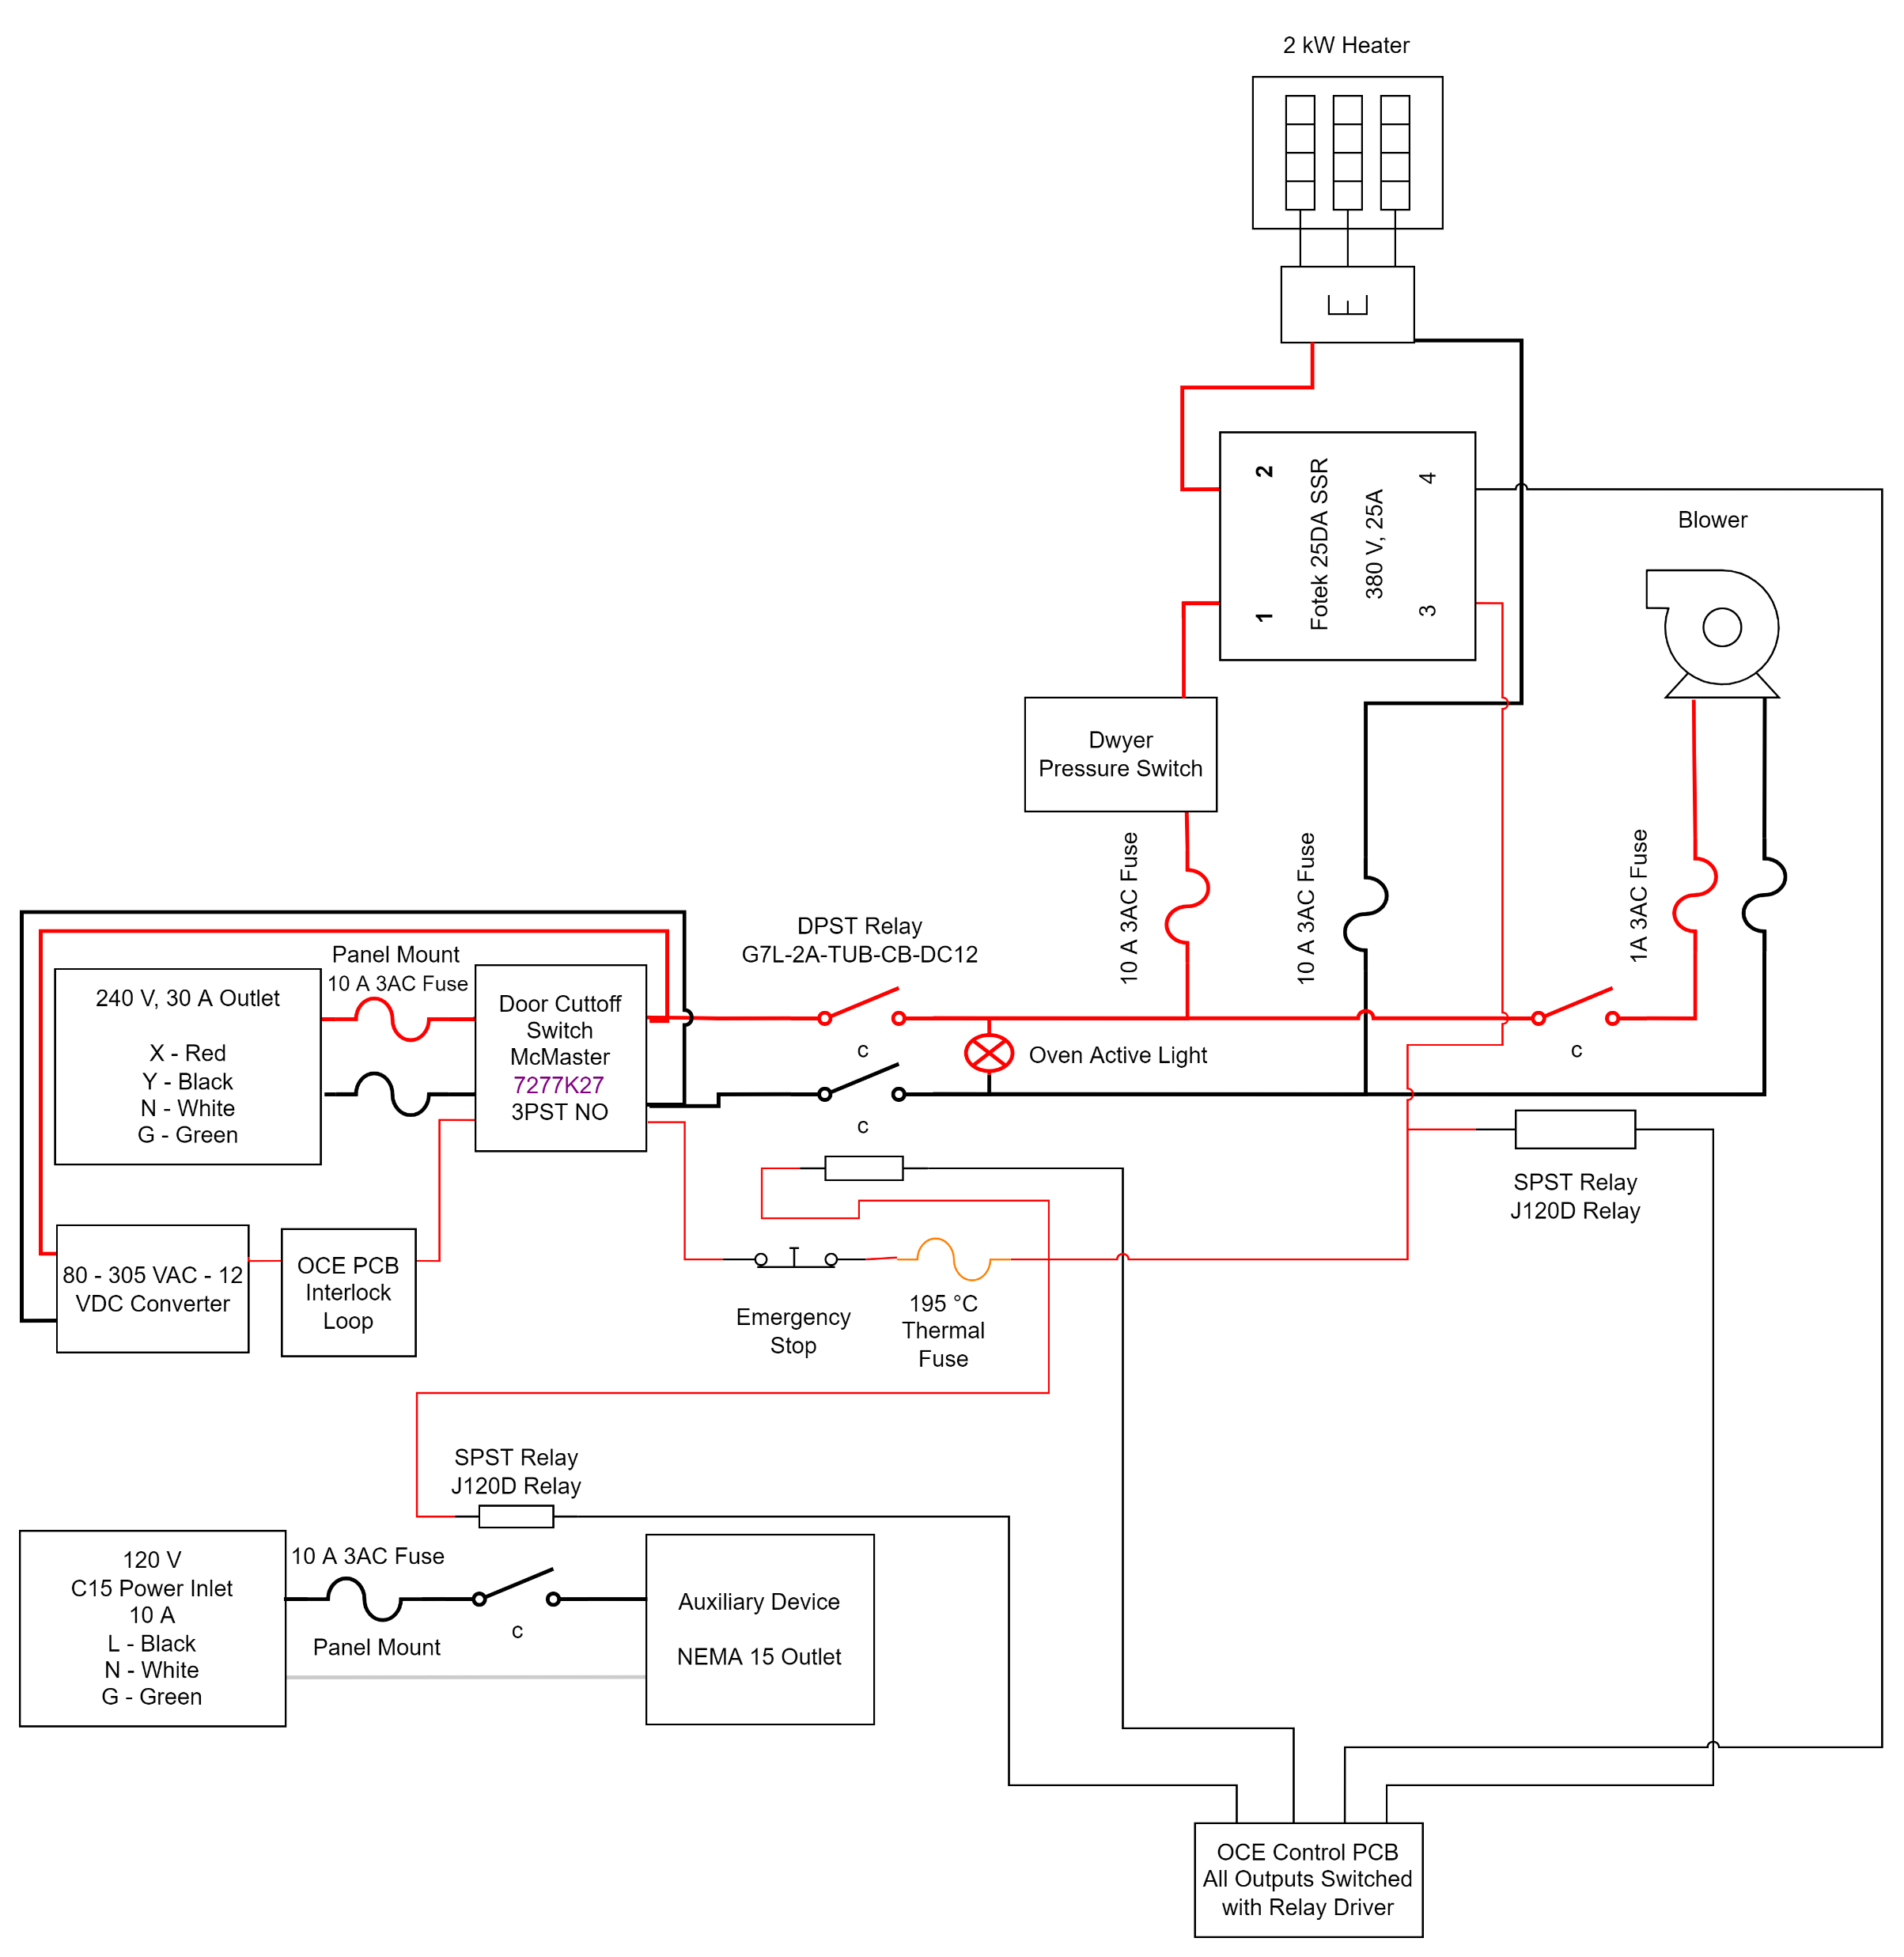 2 kW Heater
E
2
Fotek 25DA SSR
380 V, 25A
4
1
3
Blower
Dwyer
Pressure Switch
10 A 3AC Fuse
10 A 3AC Fuse
1A 3AC Fuse
DPST Relay
G7L-2A-TUB-CB-DC12
Panel Mount
10 A 3AC Fuse
240 V, 30 A Outlet
X - Red
Y - Black
N - White
G - Green
Door Cuttoff
Switch
McMaster
7277K27
3PST NO
c
Oven Active Light
c
c
SPST Relay
J120D Relay
80 - 305 VAC - 12
VDC Converter
OCE PCB
Interlock
Loop
Emergency
Stop
195 °C
Thermal
Fuse
SPST Relay
J120D Relay
120 V
C15 Power Inlet
10 A
L - Black
N - White
G - Green
10 A 3AC Fuse
Panel Mount
c
Auxiliary Device
NEMA 15 Outlet
OCE Control PCB
All Outputs Switched
with Relay Driver